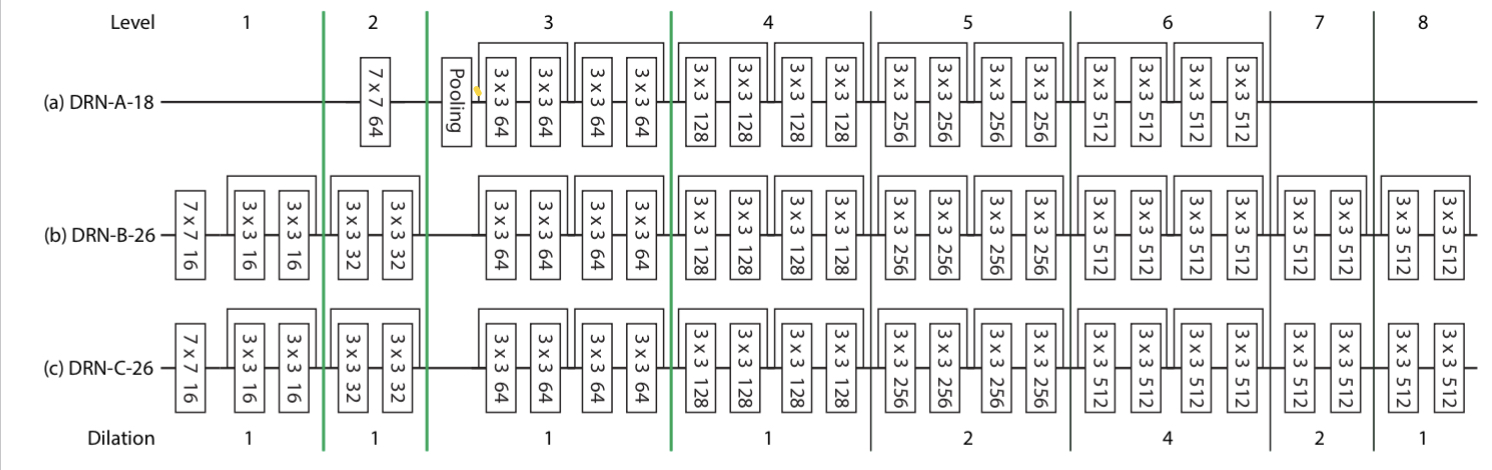 Level 1 2 3 4 5 6 7 8
(a) DRN-A-18 7 x 7 64 Pooling 3 x 3 64 3 x 3 64 3 x 3 64 3 x 3 64 3 x 3 128 3 x 3 128 3 x 3 128 3 x 3 128 3 x 3 256 3 x 3 256 3 x 3 256 3 x 3 256 3 x 3 512 3 x 3 512 3 x 3 512 3 x 3 512
(b) DRN-B-26 7 x 7 16 3 x 3 16 3 x 3 16 3 x 3 32 3 x 3 32 3 x 3 64 3 x 3 64 3 x 3 64 3 x 3 64 3 x 3 128 3 x 3 128 3 x 3 128 3 x 3 128 3 x 3 256 3 x 3 256 3 x 3 256 3 x 3 256 3 x 3 512 3 x 3 512 3 x 3 512 3 x 3 512 3 x 3 512 3 x 3 512 3 x 3 512 3 x 3 512
(c) DRN-C-26 7 x 7 16 3 x 3 16 3 x 3 16 3 x 3 32 3 x 3 32 3 x 3 64 3 x 3 64 3 x 3 64 3 x 3 64 3 x 3 128 3 x 3 128 3 x 3 128 3 x 3 128 3 x 3 256 3 x 3 256 3 x 3 256 3 x 3 256 3 x 3 512 3 x 3 512 3 x 3 512 3 x 3 512 3 x 3 512 3 x 3 512 3 x 3 512 3 x 3 512
Dilation 1 1 1 1 2 4 2 1